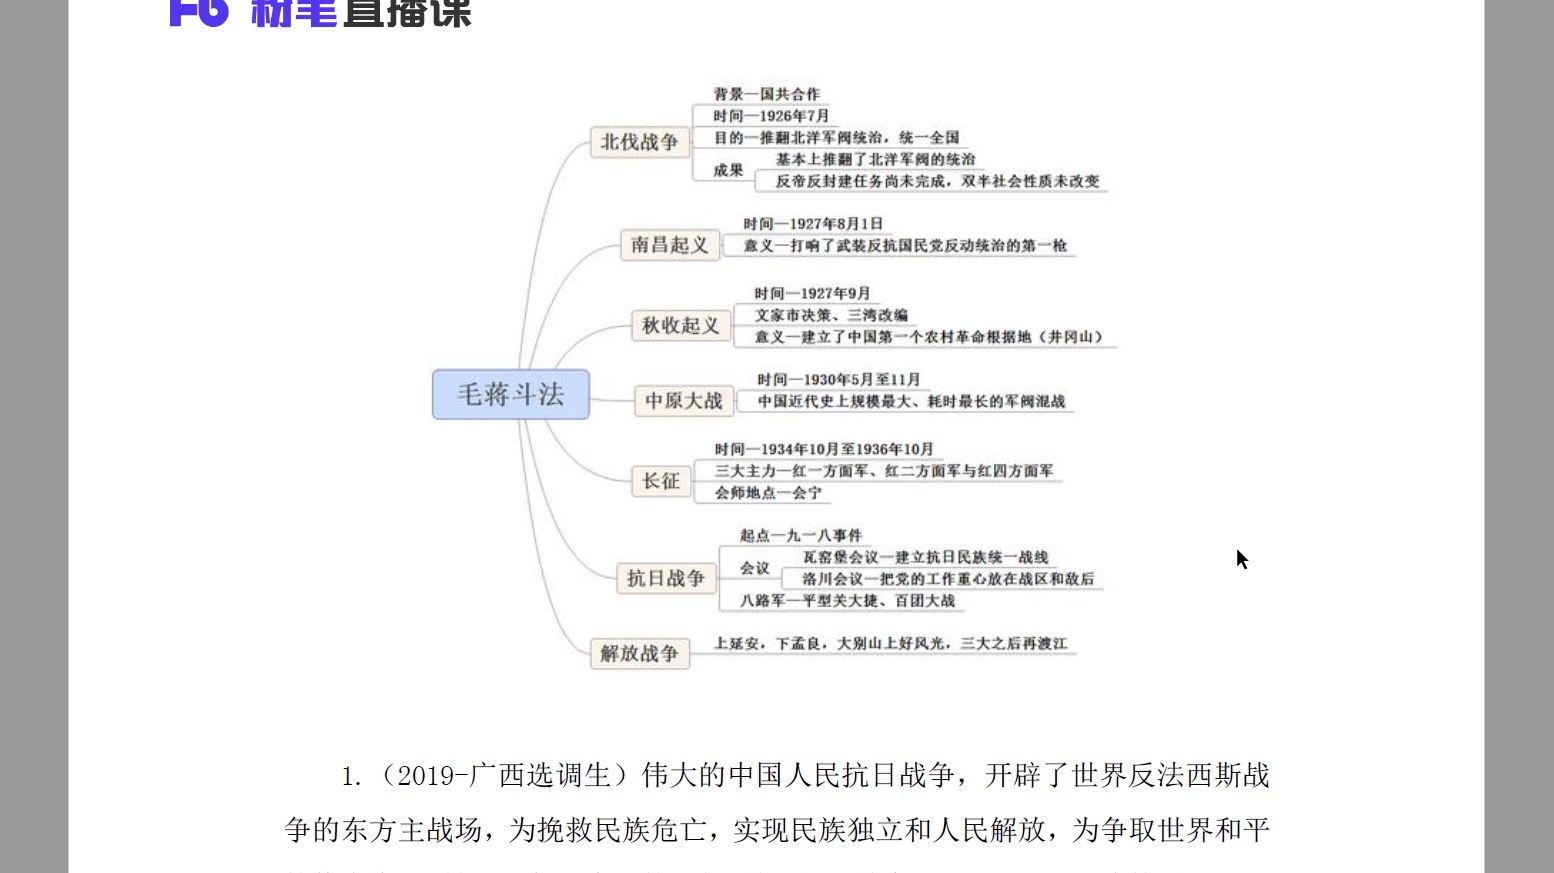 粉笔直播课
背景—国共合作
时间—1926年7月
北伐战争
目的—推翻北洋军阀统治，统一全国
成果
基本上推翻了北洋军阀的统治
反帝反封建任务尚未完成，双半社会性质未改变
时间—1927年8月1日
南昌起义
意义—打响了武装反抗国民党反动统治的第一枪
时间—1927年9月
秋收起义
文家市决策、三湾改编
意义—建立了中国第一个农村革命根据地（井冈山）
毛蒋斗法
时间—1930年5月至11月
中原大战
中国近代史上规模最大、耗时最长的军阀混战
时间—1934年10月至1936年10月
长征
三大主力—红一方面军、红二方面军与红四方面军
会师地点—会宁
起点—九一八事件
抗日战争
会议
瓦窑堡会议—建立抗日民族统一战线
洛川会议—把党的工作重心放在战区和敌后
八路军—平型关大捷、百团大战
解放战争
上延安，下孟良，大别山上好风光，三大之后再渡江
1.（2019-广西选调生）伟大的中国人民抗日战争，开辟了世界反法西斯战
争的东方主战场，为挽救民族危亡，实现民族独立和人民解放，为争取世界和平